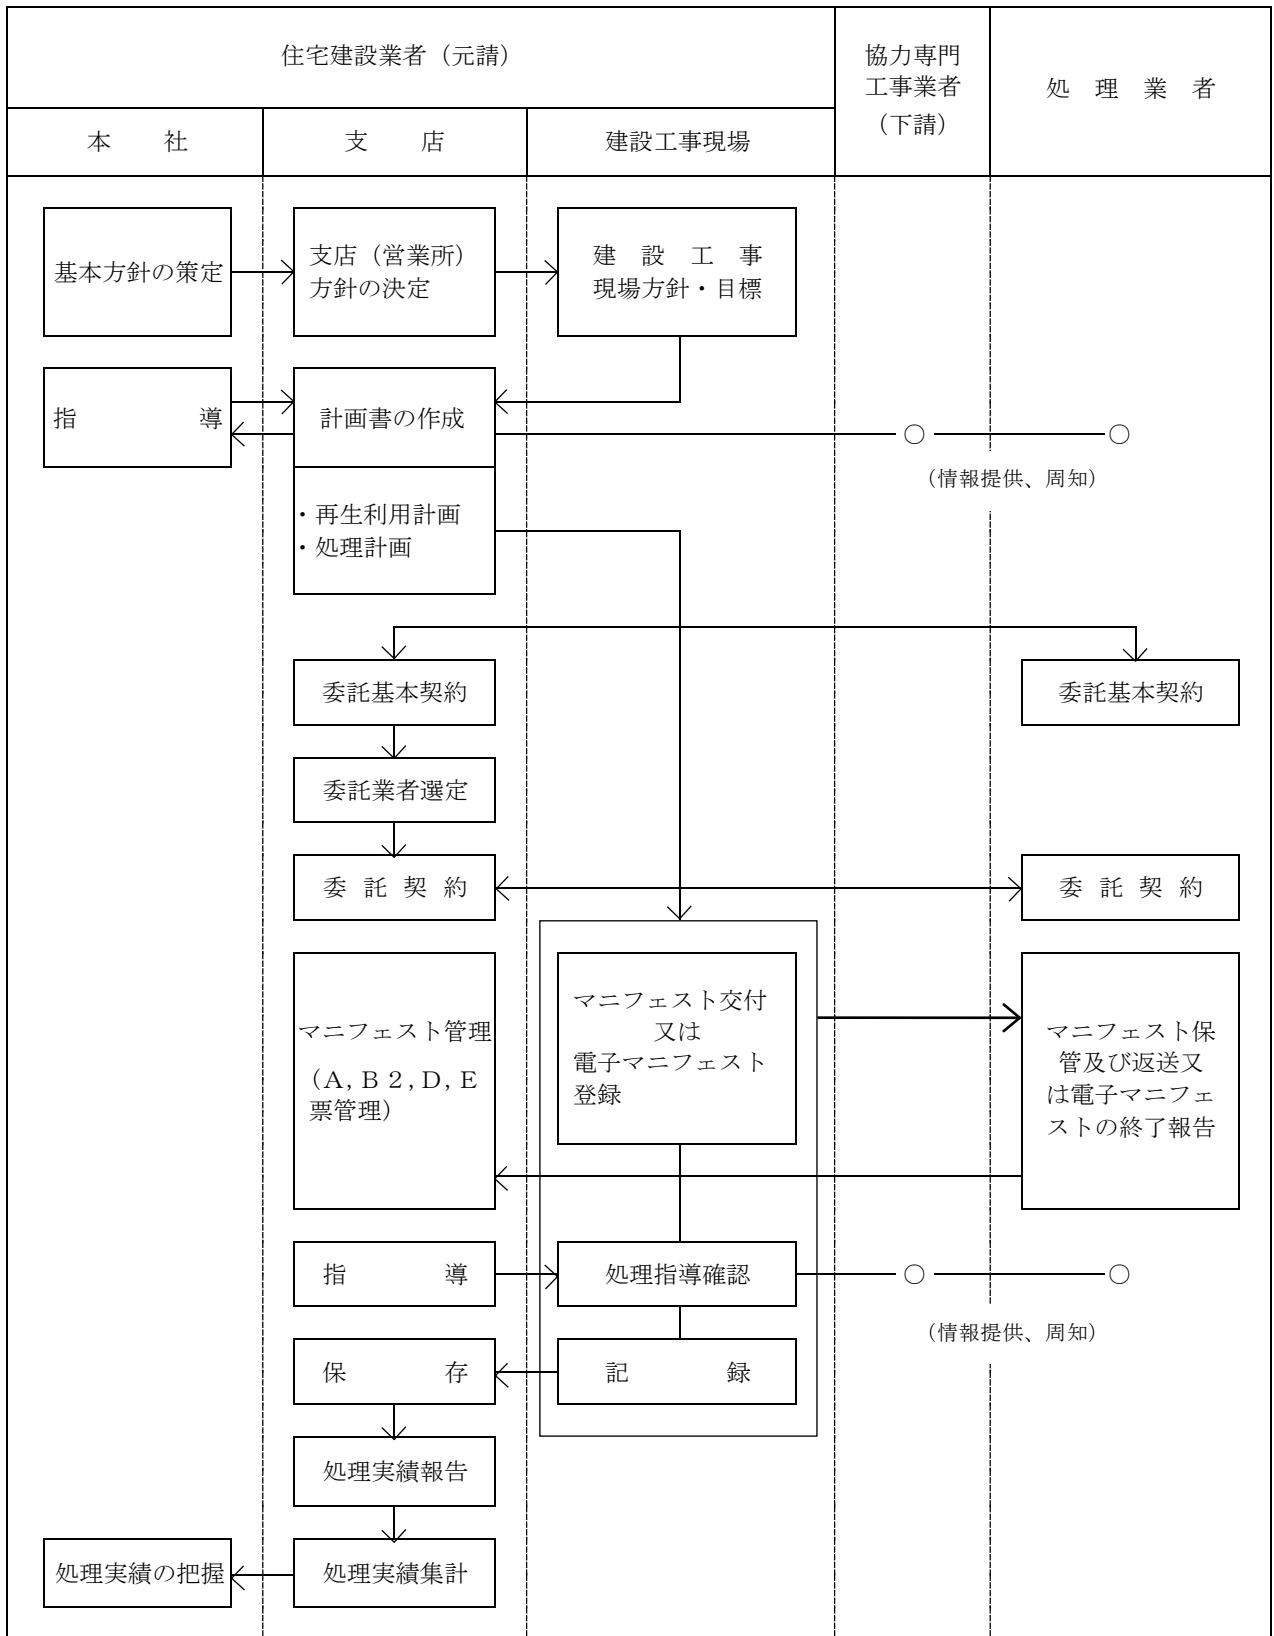 住宅建設業者（元請）
協力専門
工事業者
（下請）
処理業者
本社
支店
建設工事現場
基本方針の策定
支店（営業所）
方針の決定
建設工事
現場方針・目標
指導
計画書の作成
（情報提供、周知）
・再生利用計画
・処理計画
委託基本契約
委託基本契約
委託業者選定
委託契約
委託契約
マニフェスト管理
（A，B２，D，E
票管理）
マニフェスト交付
又は
電子マニフェスト
登録
マニフェスト保
管及び返送又
は電子マニフェ
ストの終了報告
指導
処理指導確認
（情報提供、周知）
保存
記録
処理実績報告
処理実績の把握
処理実績集計